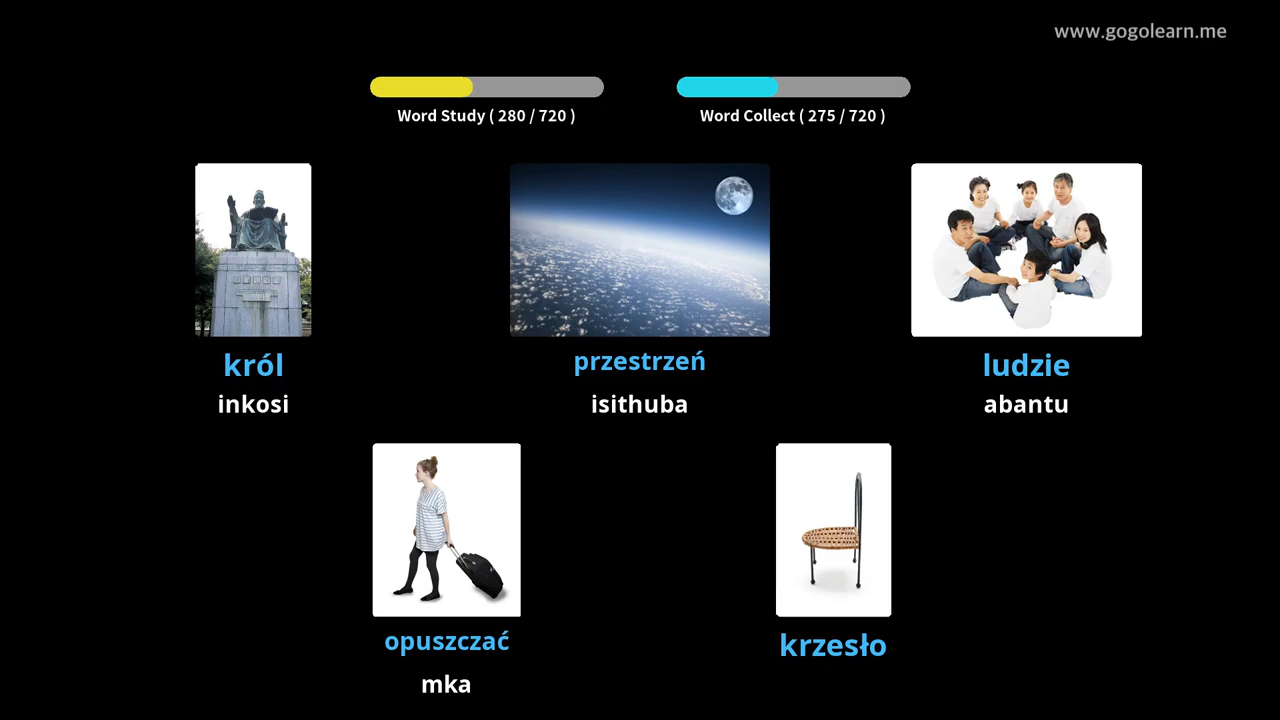 www.gogolearn.me
Word Study ( 280 / 720 )
Word Collect ( 275 / 720 )
król
inkosi
przestrzeń
isithuba
ludzie
abantu
opuszczać
mka
krzesło